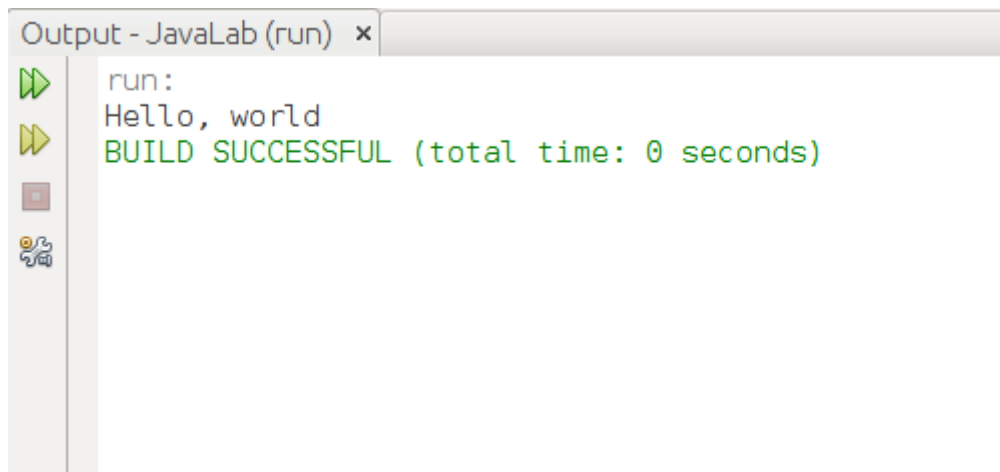 Output - JavaLab (run)
run:
Hello, world
BUILD SUCCESSFUL (total time: 0 seconds)